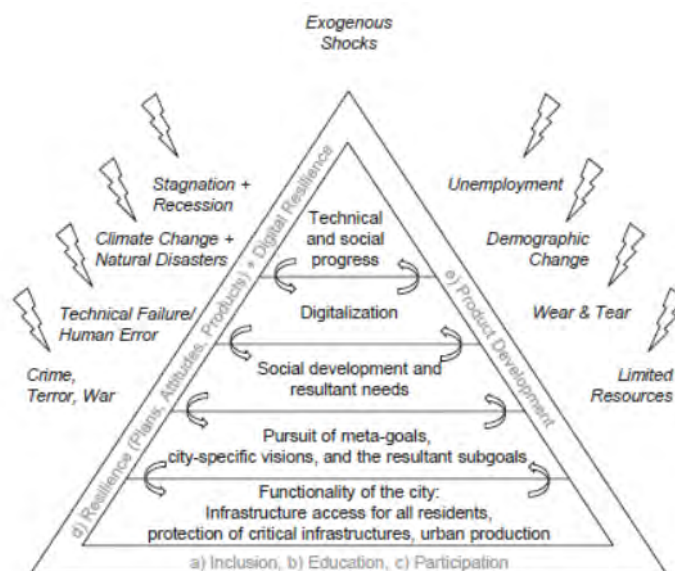 Exogenous
Shocks
Stagnation +
Recession
Climate Change +
Natural Disasters
Technical Failure/
Human Error
Crime,
Terror, War
d) Resilience (Plans, Attitudes, Products) + Digital Resilience
Technical
and social
progress
Digitalization
Social development and
resultant needs
Pursuit of meta-goals,
city-specific visions, and the resultant subgoals
Functionality of the city:
Infrastructure access for all residents,
protection of critical infrastructures, urban production
a) Inclusion, b) Education, c) Participation
e) Product Development
Unemployment
Demographic
Change
Wear & Tear
Limited
Resources